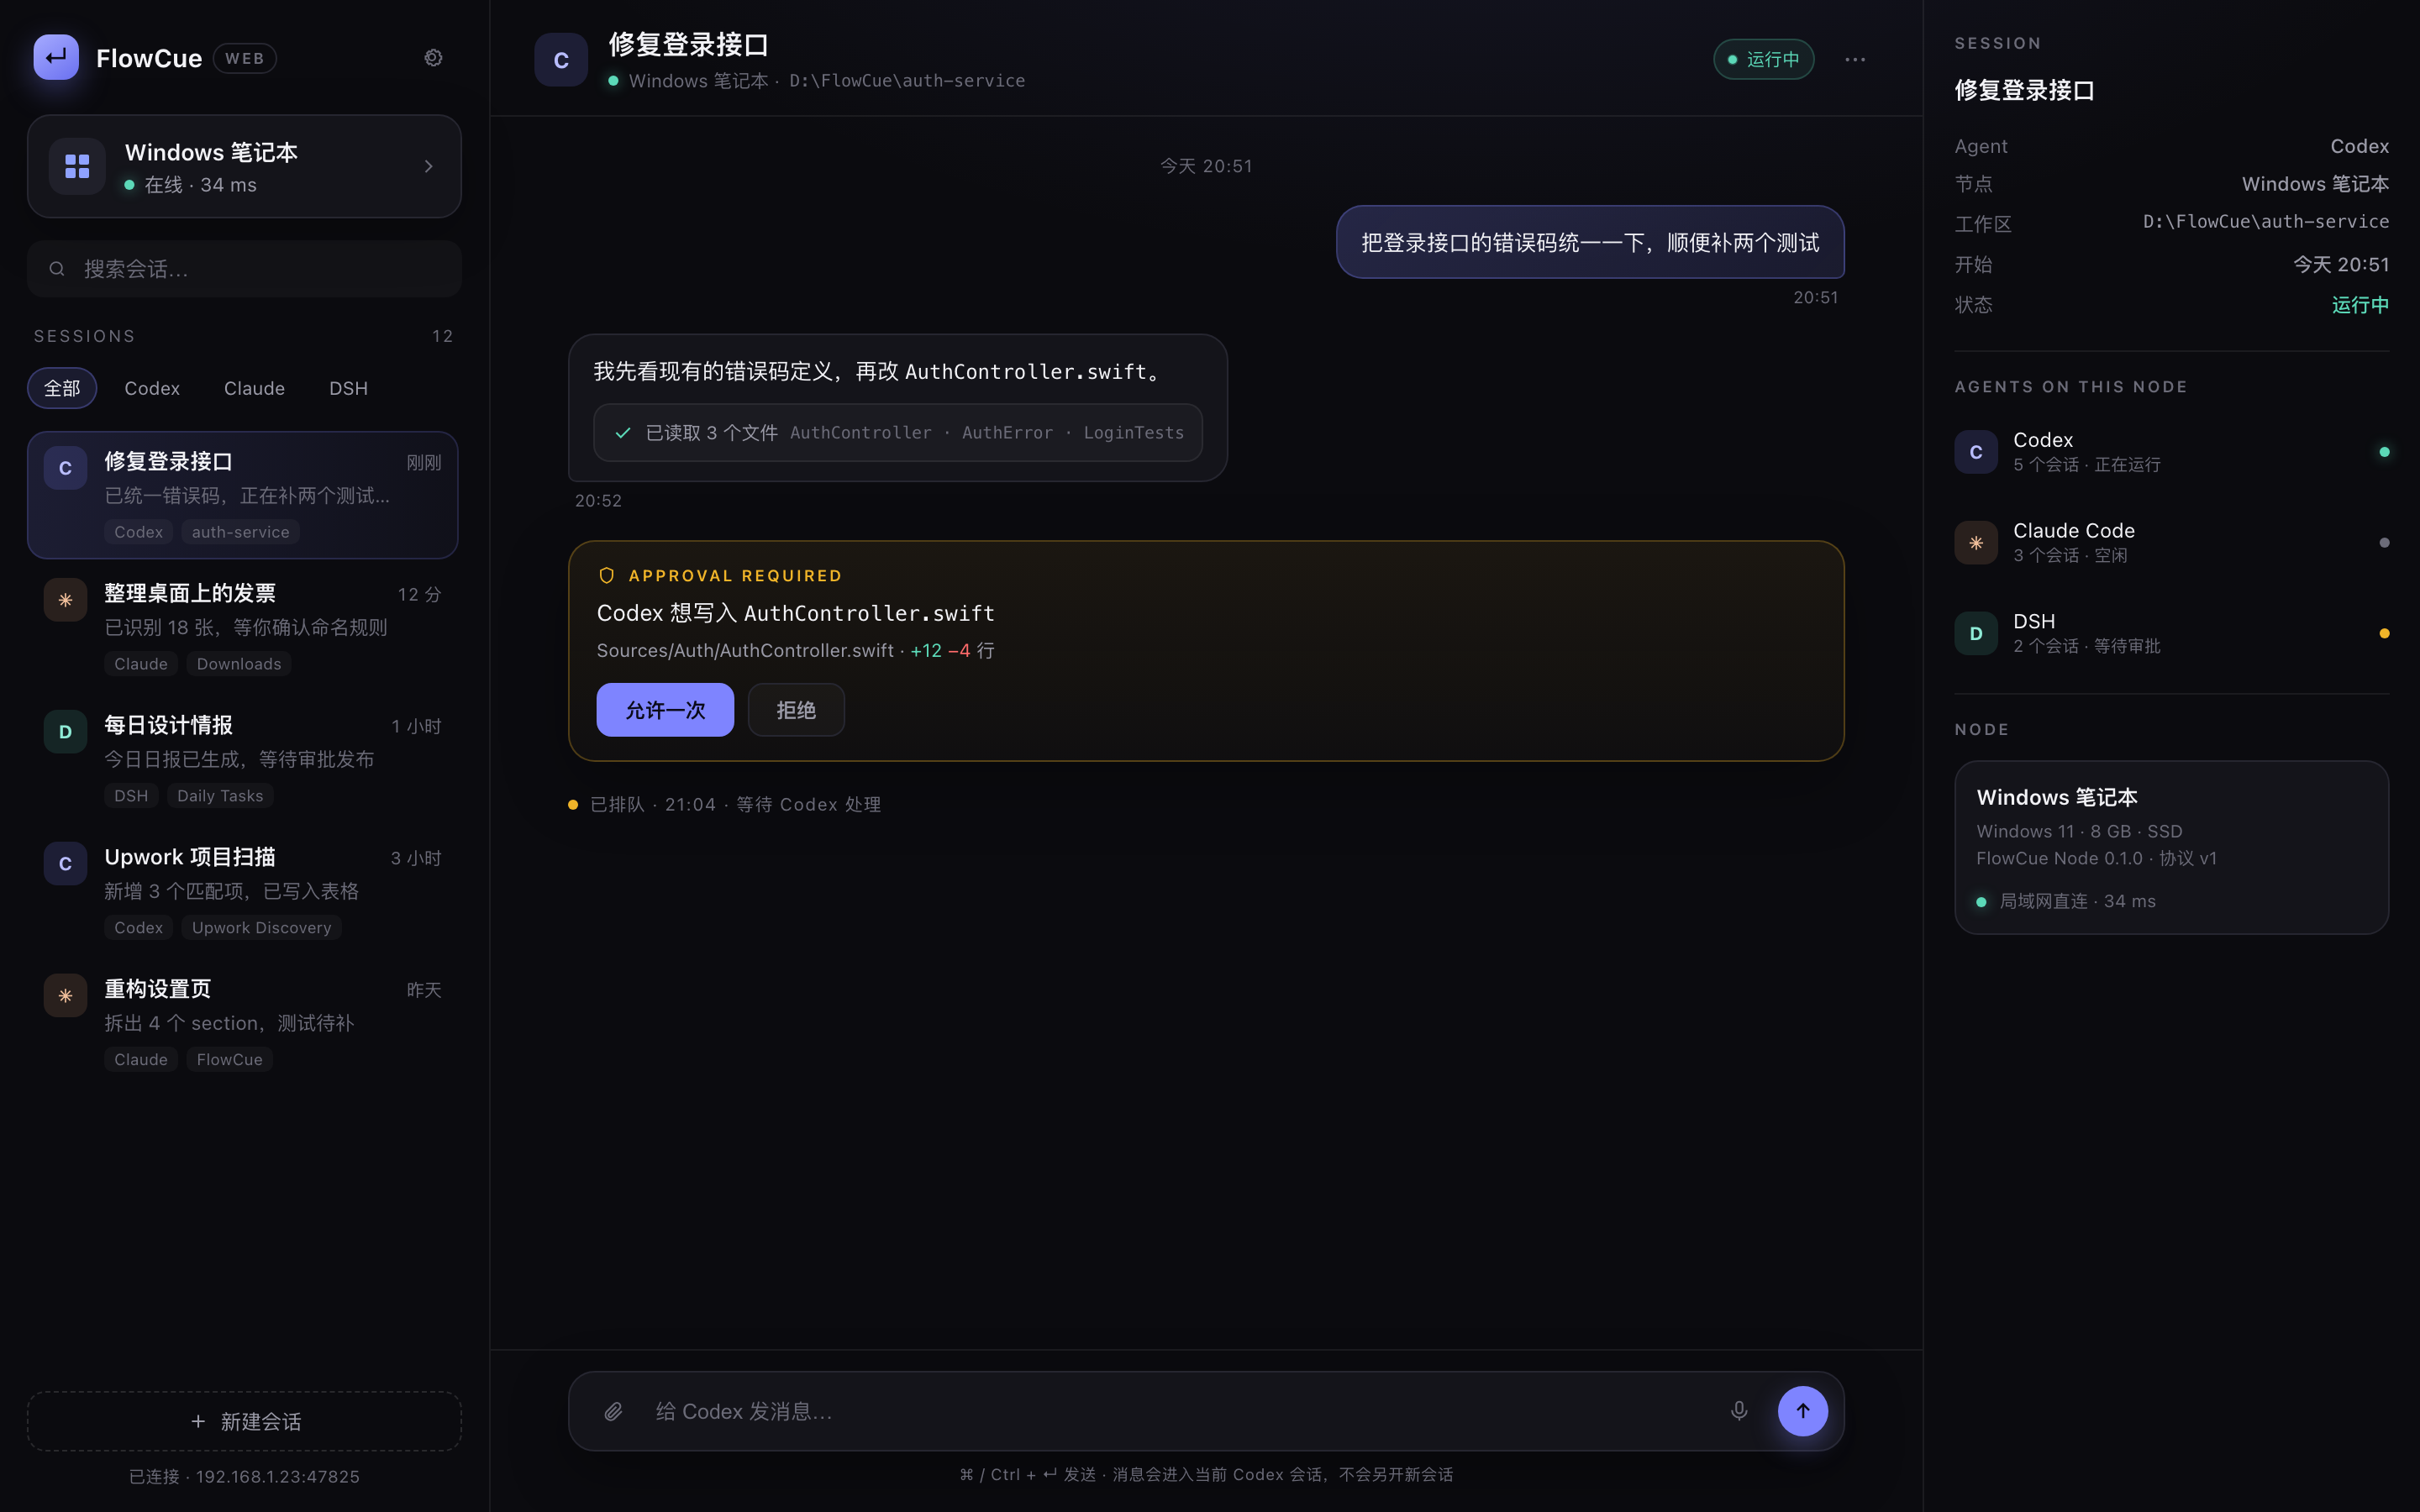 FlowCue WEB
Windows 笔记本
在线 · 34 ms
搜索会话...
SESSIONS 12
全部 Codex Claude DSH
C 修复登录接口 刚刚
已统一错误码，正在补两个测试...
Codex auth-service
整理桌面上的发票 12 分
已识别 18 张，等你确认命名规则
Claude Downloads
D 每日设计情报 1 小时
今日日报已生成，等待审批发布
DSH Daily Tasks
C Upwork 项目扫描 3 小时
新增 3 个匹配项，已写入表格
Codex Upwork Discovery
重构设置页 昨天
拆出 4 个 section，测试待补
Claude FlowCue
+ 新建会话
已连接 · 192.168.1.23:47825
C 修复登录接口
Windows 笔记本 · D:\FlowCue\auth-service
运行中 ···
今天 20:51
把登录接口的错误码统一一下，顺便补两个测试
20:51
我先看现有的错误码定义，再改 AuthController.swift。
✓ 已读取 3 个文件 AuthController · AuthError · LoginTests
20:52
APPROVAL REQUIRED
Codex 想写入 AuthController.swift
Sources/Auth/AuthController.swift · +12 −4 行
允许一次 拒绝
已排队 · 21:04 · 等待 Codex 处理
给 Codex 发消息...
⌘ / Ctrl + ↵ 发送 · 消息会进入当前 Codex 会话，不会另开新会话
SESSION
修复登录接口
Agent Codex
节点 Windows 笔记本
工作区 D:\FlowCue\auth-service
开始 今天 20:51
状态 运行中
AGENTS ON THIS NODE
C Codex
5 个会话 · 正在运行
Claude Code
3 个会话 · 空闲
D DSH
2 个会话 · 等待审批
NODE
Windows 笔记本
Windows 11 · 8 GB · SSD
FlowCue Node 0.1.0 · 协议 v1
局域网直连 · 34 ms